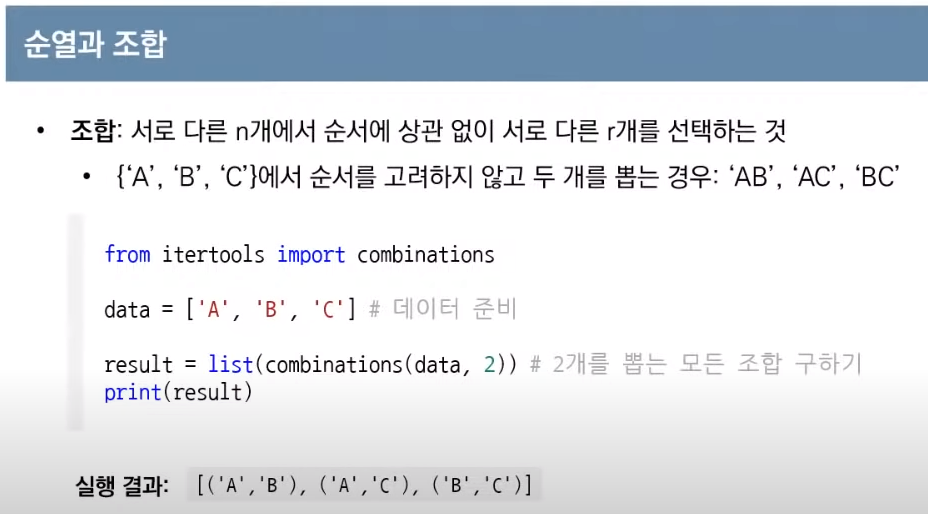 순열과 조합
• 조합: 서로 다른 n개에서 순서에 상관 없이 서로 다른 r개를 선택하는 것
• {‘A’, ‘B’, ‘C’}에서 순서를 고려하지 않고 두 개를 뽑는 경우: ‘AB’, ‘AC’, ‘BC’
from itertools import combinations
data = ['A', 'B', 'C'] # 데이터 준비
result = list(combinations(data, 2)) # 2개를 뽑는 모든 조합 구하기
print(result)
실행 결과: [('A','B'), ('A','C'), ('B','C')]